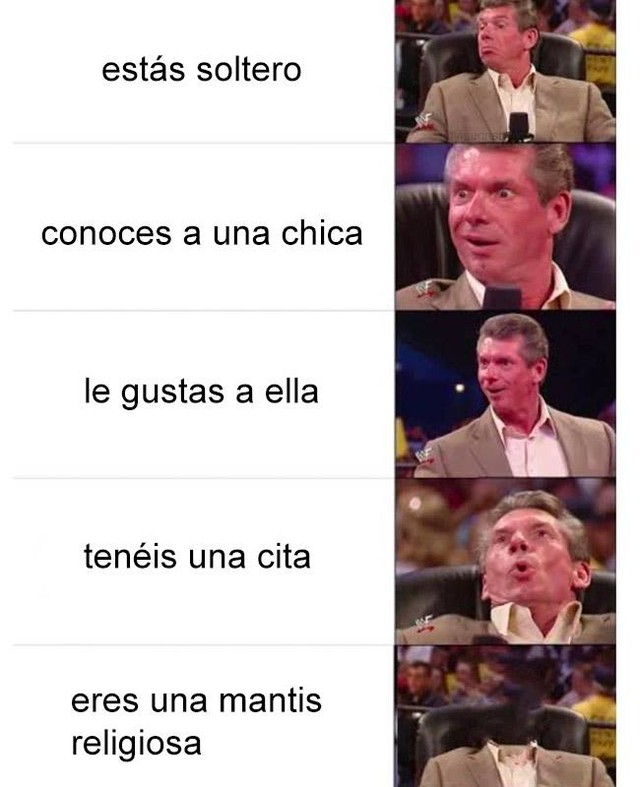 estás soltero
conoces a una chica
le gustas a ella
tenéis una cita
eres una mantis
religiosa